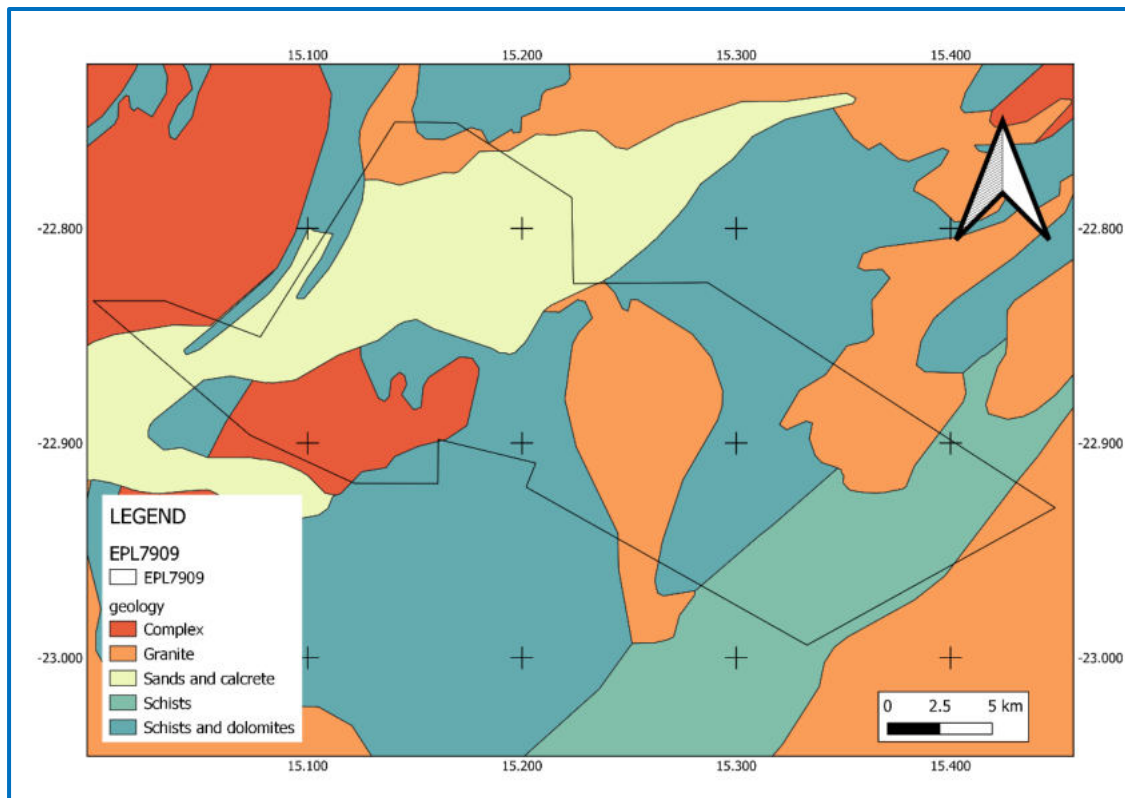 15.100 15.200 15.300 15.400
-22.800 -22.800
-22.900 -22.900
-23.000 -23.000
LEGEND
EPL7909
EPL7909
geology
Complex
Granite
Sands and calcrete
Schists
Schists and dolomites
0 2.5 5 km
15.100 15.200 15.300 15.400